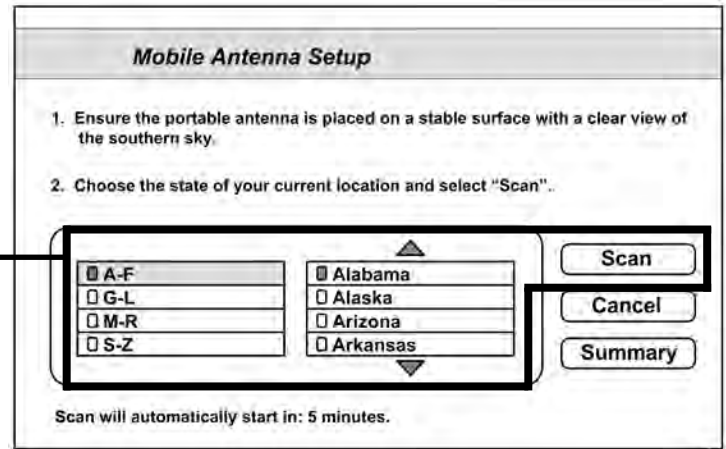 Mobile Antenna Setup
1. Ensure the portable antenna is placed on a stable surface with a clear view of
the southern sky.
2. Choose the state of your current location and select “Scan”.
A-F
G-L
M-R
S-Z
Alabama
Alaska
Arizona
Arkansas
Scan
Cancel
Summary
Scan will automatically start in: 5 minutes.